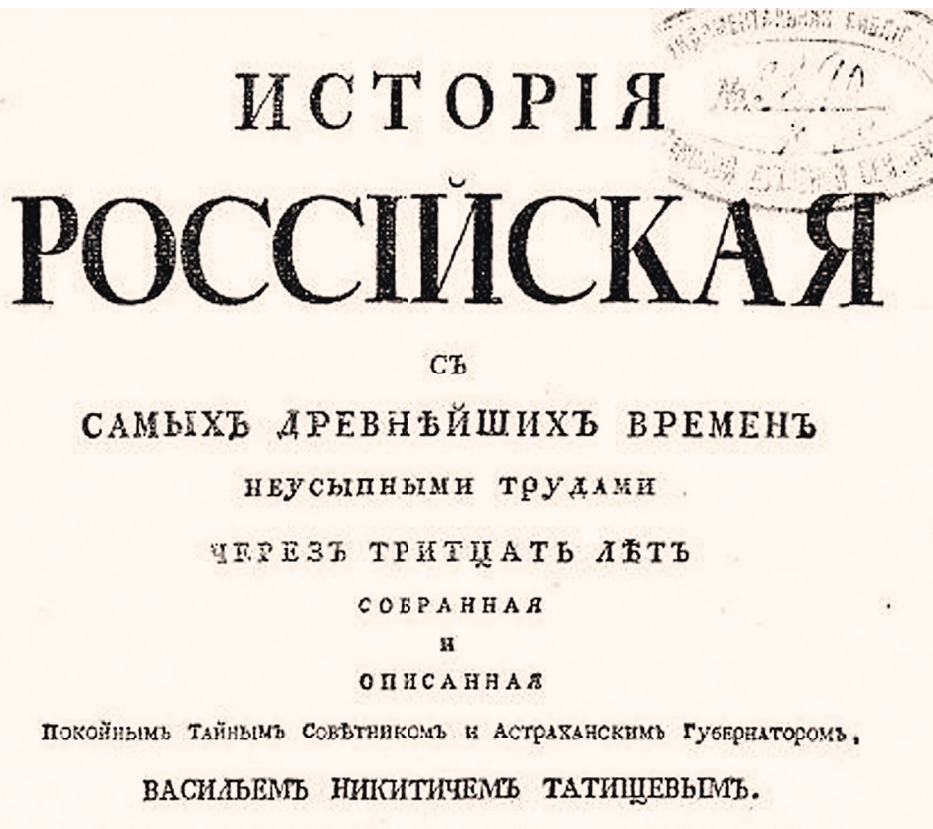 ИСТОРІЯ
РОССІЙСКАЯ
СЪ
САМЫХЪ ДРЕВНѢЙШИХЪ ВРЕМЕНЪ
НЕУСЫПНЫМИ ТРУДАМИ
ЧЕРЕЗЪ ТРИТЦАТЬ ЛѢТЪ
СОБРАННАЯ
И
ОПИСАННАЯ
Покойнымъ Тайнымъ Совѣтникомъ и Астраханскимъ Губернаторомъ,
ВАСИЛЬЕМЪ НИКИТИЧЕМЪ ТАТИЩЕВЫМЪ.